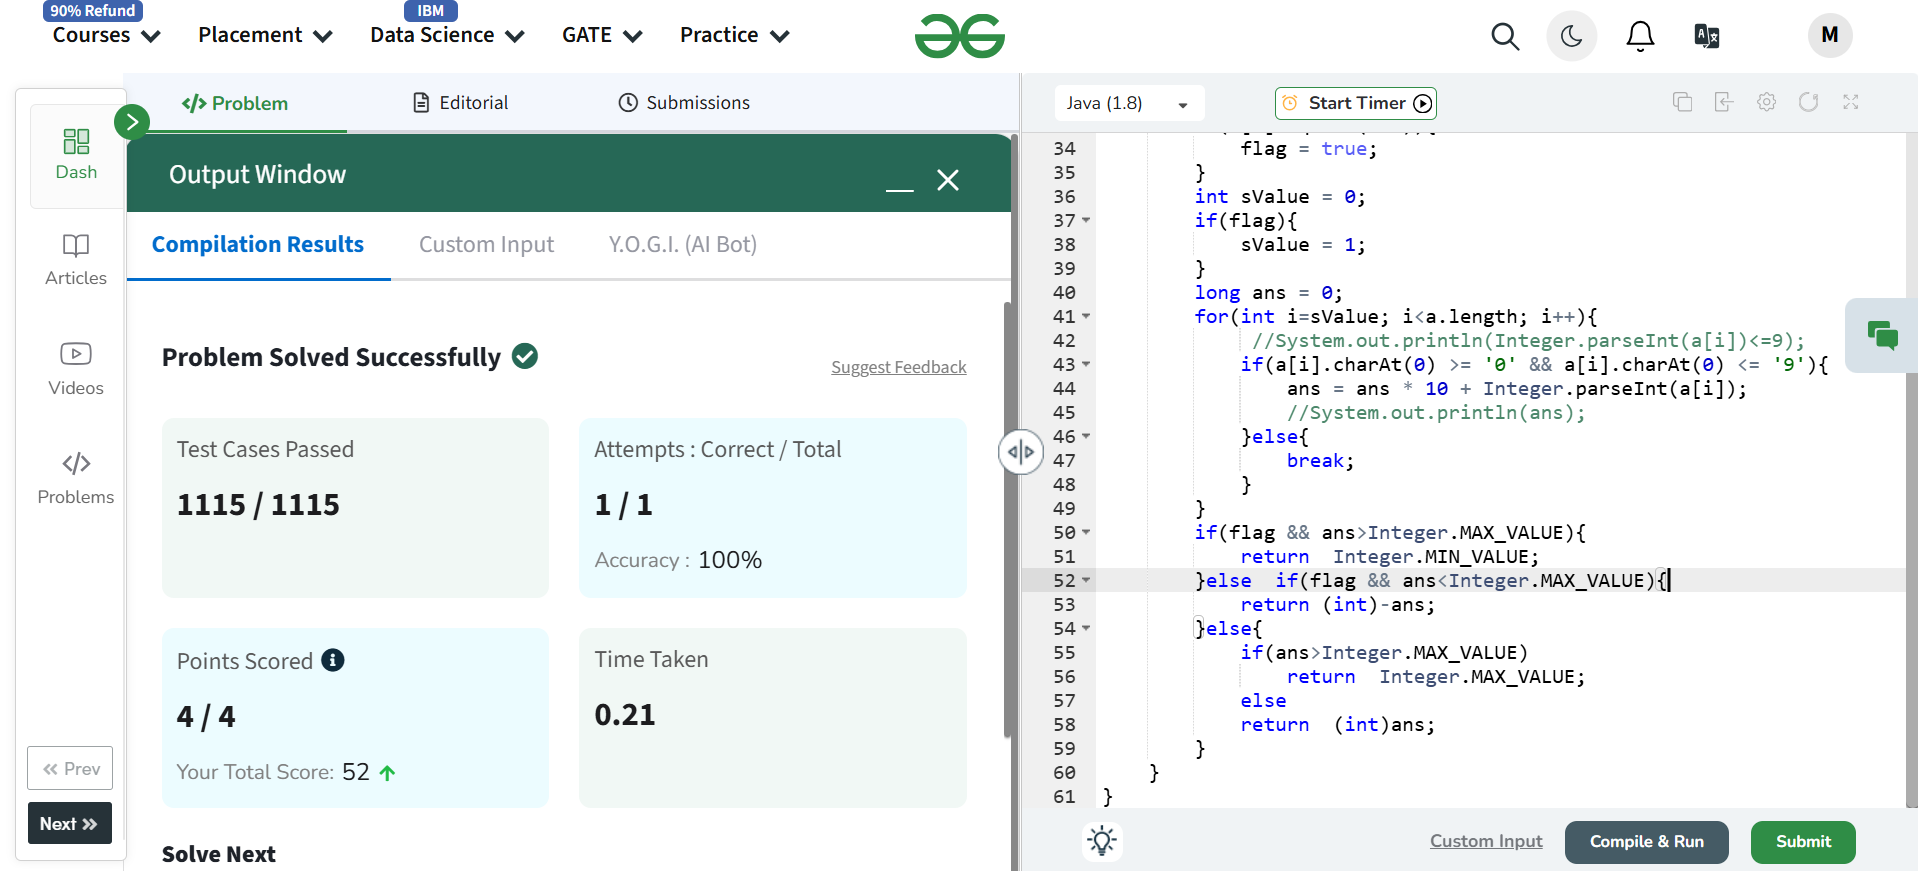 90% Refund
IBM
Courses
Placement
Data Science
GATE
Practice
M
Problem
Editorial
Submissions
Java (1.8)
Start Timer
Dash
Articles
Videos
Problems
Prev
Next
Output Window
Compilation Results
Custom Input
Y.O.G.I. (AI Bot)
Problem Solved Successfully
Suggest Feedback
Test Cases Passed
1115 / 1115
Attempts : Correct / Total
1 / 1
Accuracy : 100%
Points Scored
4 / 4
Your Total Score: 52
Time Taken
0.21
Solve Next
34 flag = true;
35 }
36 int sValue = 0;
37 if(flag){
38 sValue = 1;
39 }
40 long ans = 0;
41 for(int i=sValue; i<a.length; i++){
42 //System.out.println(Integer.parseInt(a[i])<=9);
43 if(a[i].charAt(0) >= '0' && a[i].charAt(0) <= '9'){
44 ans = ans * 10 + Integer.parseInt(a[i]);
45 //System.out.println(ans);
46 }else{
47 break;
48 }
49 }
50 if(flag && ans>Integer.MAX_VALUE){
51 return  Integer.MIN_VALUE;
52 }else  if(flag && ans<Integer.MAX_VALUE){
53 return (int)-ans;
54 }else{
55 if(ans>Integer.MAX_VALUE)
56 return  Integer.MAX_VALUE;
57 else
58 return  (int)ans;
59 }
60 }
61 }
Custom Input
Compile & Run
Submit